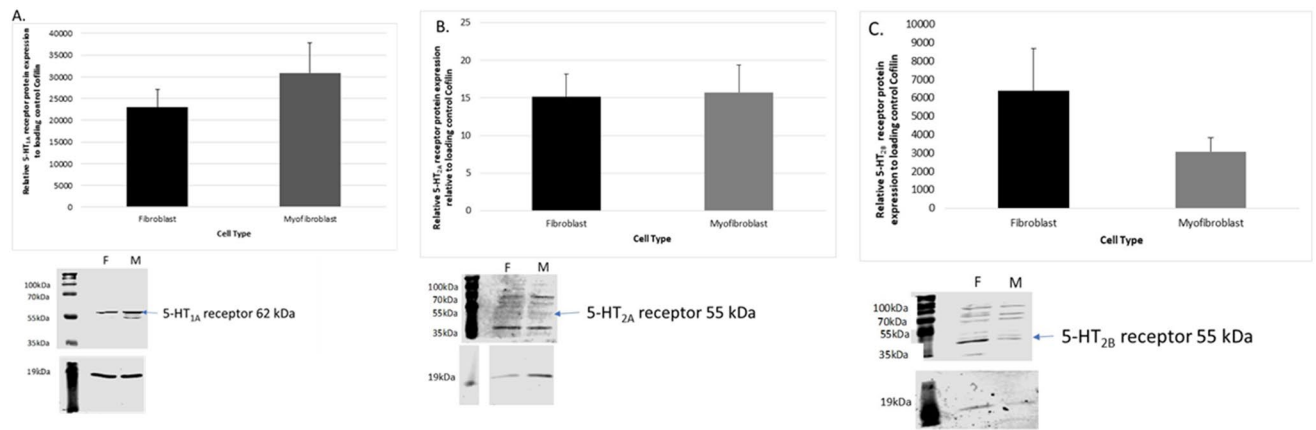 A.
Relative 5-HT1A receptor protein expression
to loading control Cofilin
40000
35000
30000
25000
20000
15000
10000
5000
0
Fibroblast
Myofibroblast
Cell Type
F M
100kDa
70kDa
55kDa
35kDa
5-HT1A receptor 62 kDa
19kDa
B.
Relative 5-HT2A receptor protein expression
relative to loading control Cofilin
25
20
15
10
5
0
Fibroblast
Myofibroblast
Cell Type
F M
100kDa
70kDa
55kDa
35kDa
5-HT2A receptor 55 kDa
19kDa
C.
Relative 5-HT2B receptor protein
expression to loading control Cofilin
10000
9000
8000
7000
6000
5000
4000
3000
2000
1000
0
Fibroblast
Myofibroblast
Cell Type
F M
100kDa
70kDa
55kDa
35kDa
5-HT2B receptor 55 kDa
19kDa